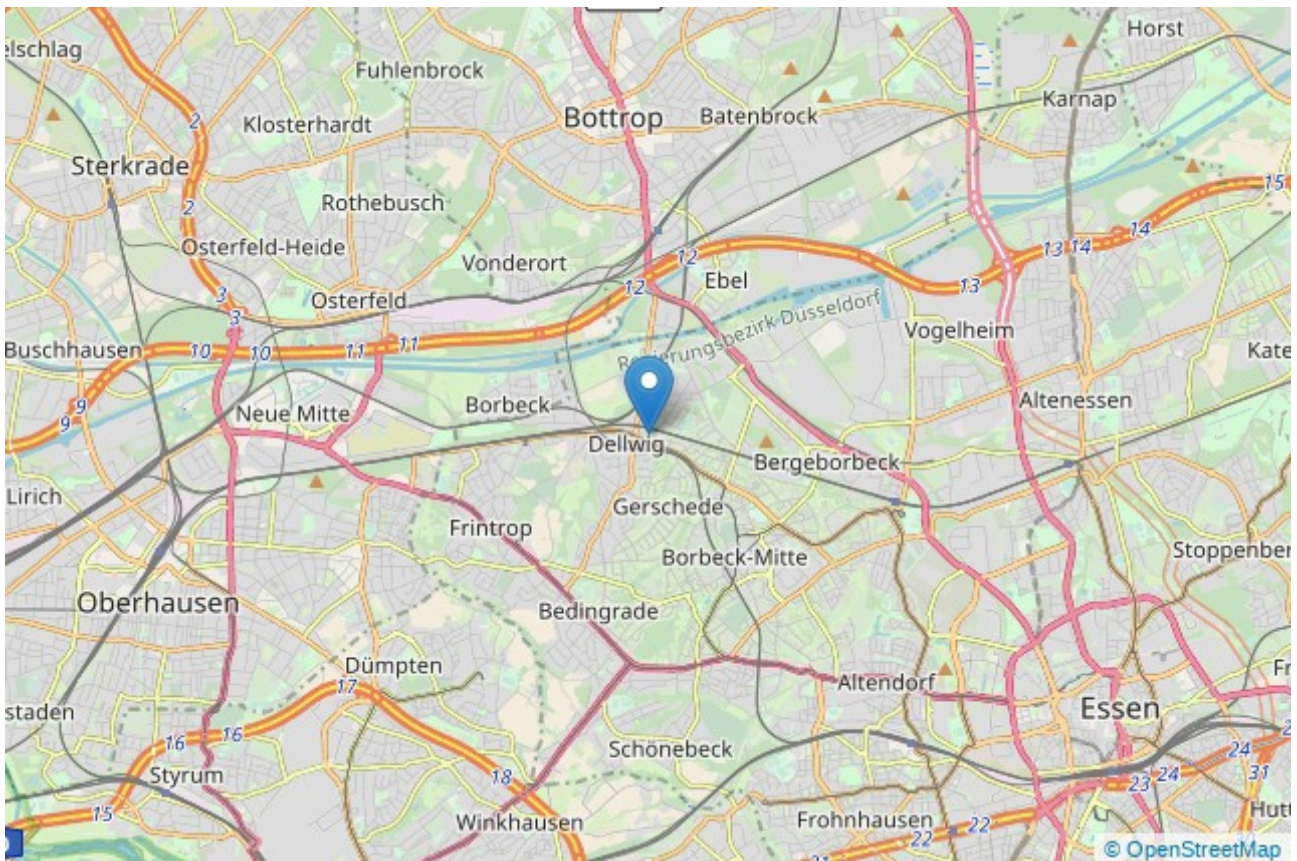 elschlag
Horst
Fuhlenbrock
2
Bottrop
Batenbrock
Karnap
Klosterhardt
Sterkrade
15
2
Rothebusch
14
Osterfeld-Heide
13 14
12
Vonderort
Ebel
12
13
3
Osterfeld
3
Regierungsbezirk Düsseldorf
Vogelheim
Buschhausen
10
10
11
11
Kate
9
9
Neue Mitte
Borbeck
Altenessen
Dellwig
Bergeborbeck
Lirich
Gerschede
Frintrop
Borbeck-Mitte
Stoppenber
Oberhausen
Bedingrade
Dümpten
17
Altendorf
Fr
staden
Essen
16
16
Schönebeck
24
Styrum
18
23
24
31
15
Winkhausen
Frohnhausen
22
22
Hutt
21
© OpenStreetMap